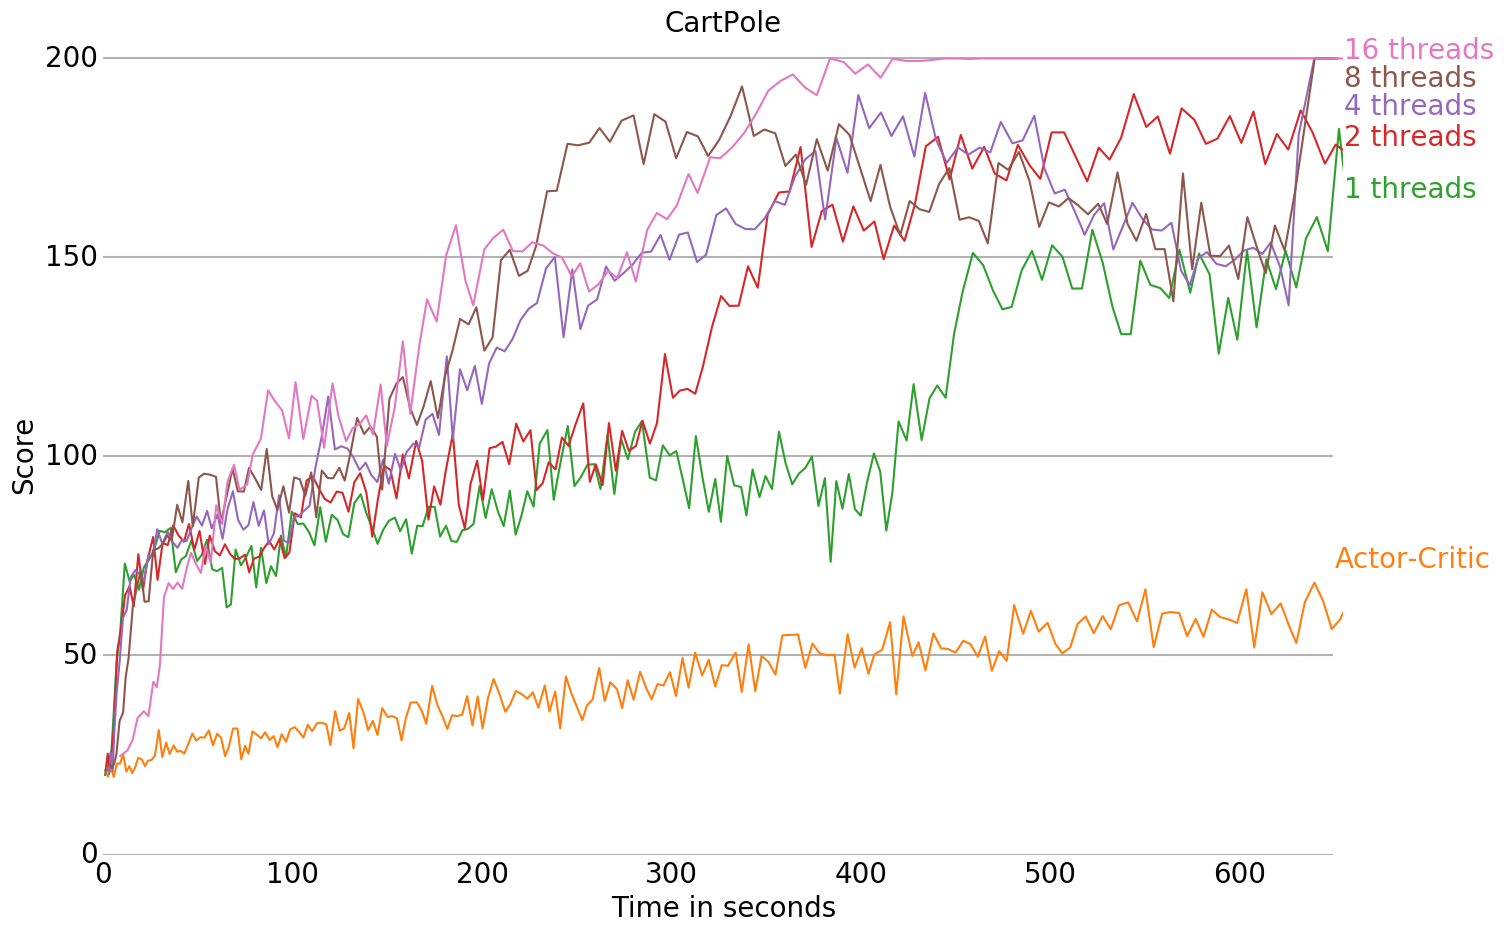 CartPole
200
150
100
50
0
Score
0 100 200 300 400 500 600
Time in seconds
16 threads
8 threads
4 threads
2 threads
1 threads
Actor-Critic